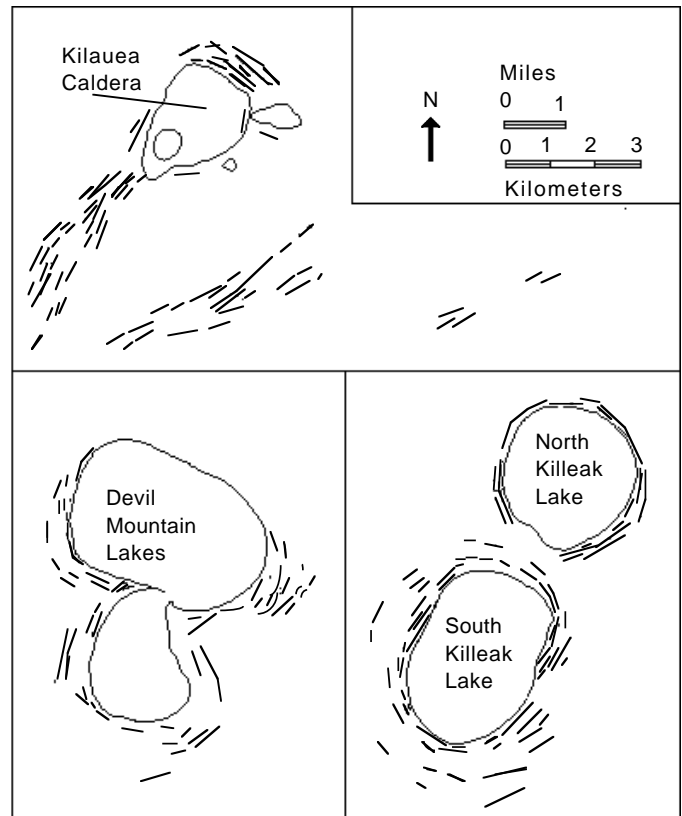 Kilauea
Caldera
N
Miles
0 1
0 1 2 3
Kilometers
Devil
Mountain
Lakes
North
Killeak
Lake
South
Killeak
Lake